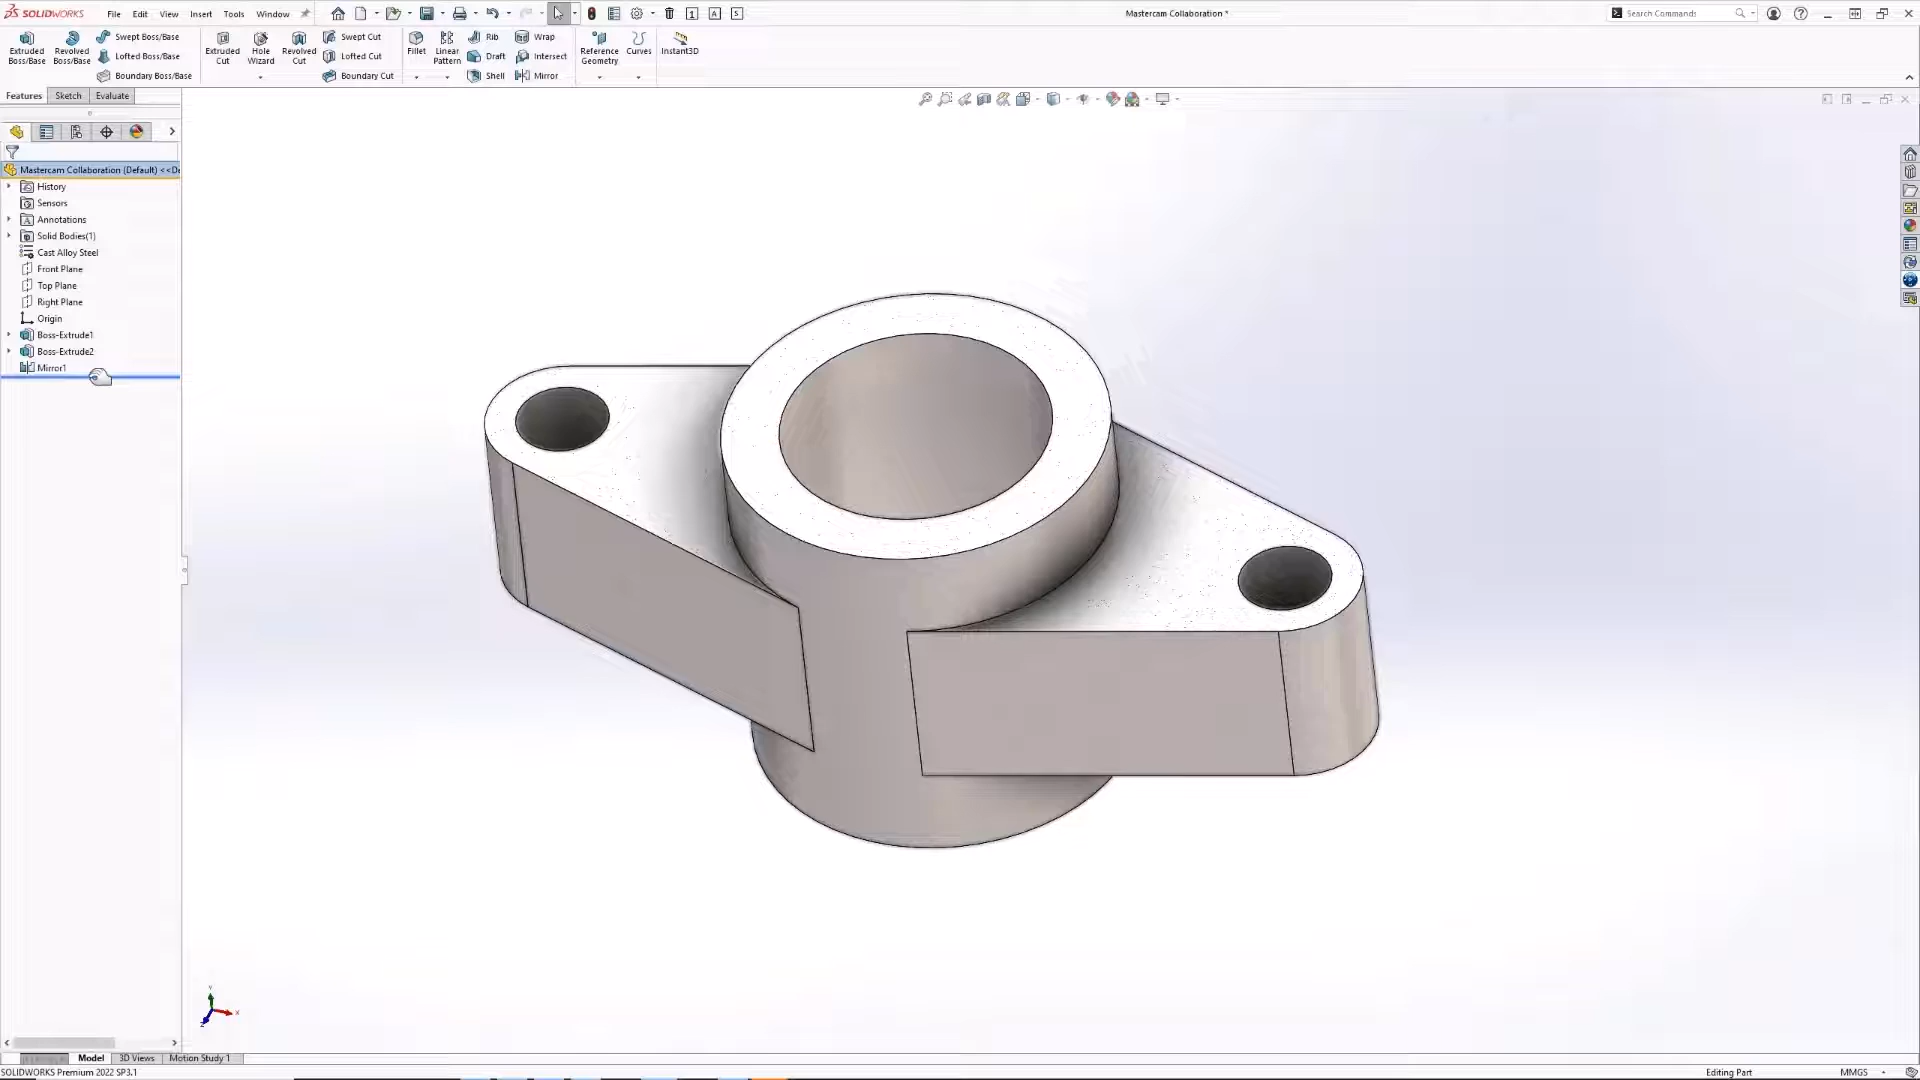 SOLIDWORKS File Edit View Insert Tools Window
Mastercam Collaboration *
Search Commands
Extruded Boss/Base
Revolved Boss/Base
Swept Boss/Base
Lofted Boss/Base
Boundary Boss/Base
Extruded Cut
Hole Wizard
Revolved Cut
Swept Cut
Lofted Cut
Boundary Cut
Fillet
Linear Pattern
Rib
Draft
Shell
Wrap
Intersect
Mirror
Reference Geometry
Curves
Instant3D
Features Sketch Evaluate
Mastercam Collaboration (Default) <<De
History
Sensors
Annotations
Solid Bodies(1)
Cast Alloy Steel
Front Plane
Top Plane
Right Plane
Origin
Boss-Extrude1
Boss-Extrude2
Mirror1
Y
X
Z
Model 3D Views Motion Study 1
SOLIDWORKS Premium 2022 SP3.1
Editing Part
MMGS